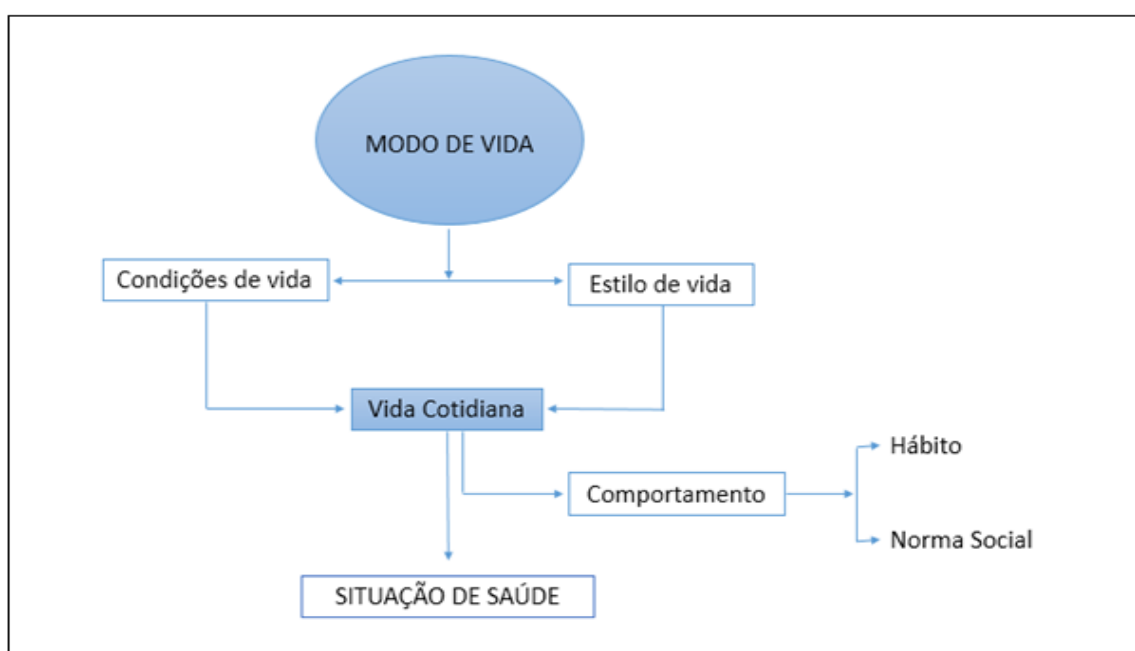 MODO DE VIDA
Condições de vida
Estilo de vida
Vida Cotidiana
Hábito
Comportamento
Norma Social
SITUAÇÃO DE SAÚDE